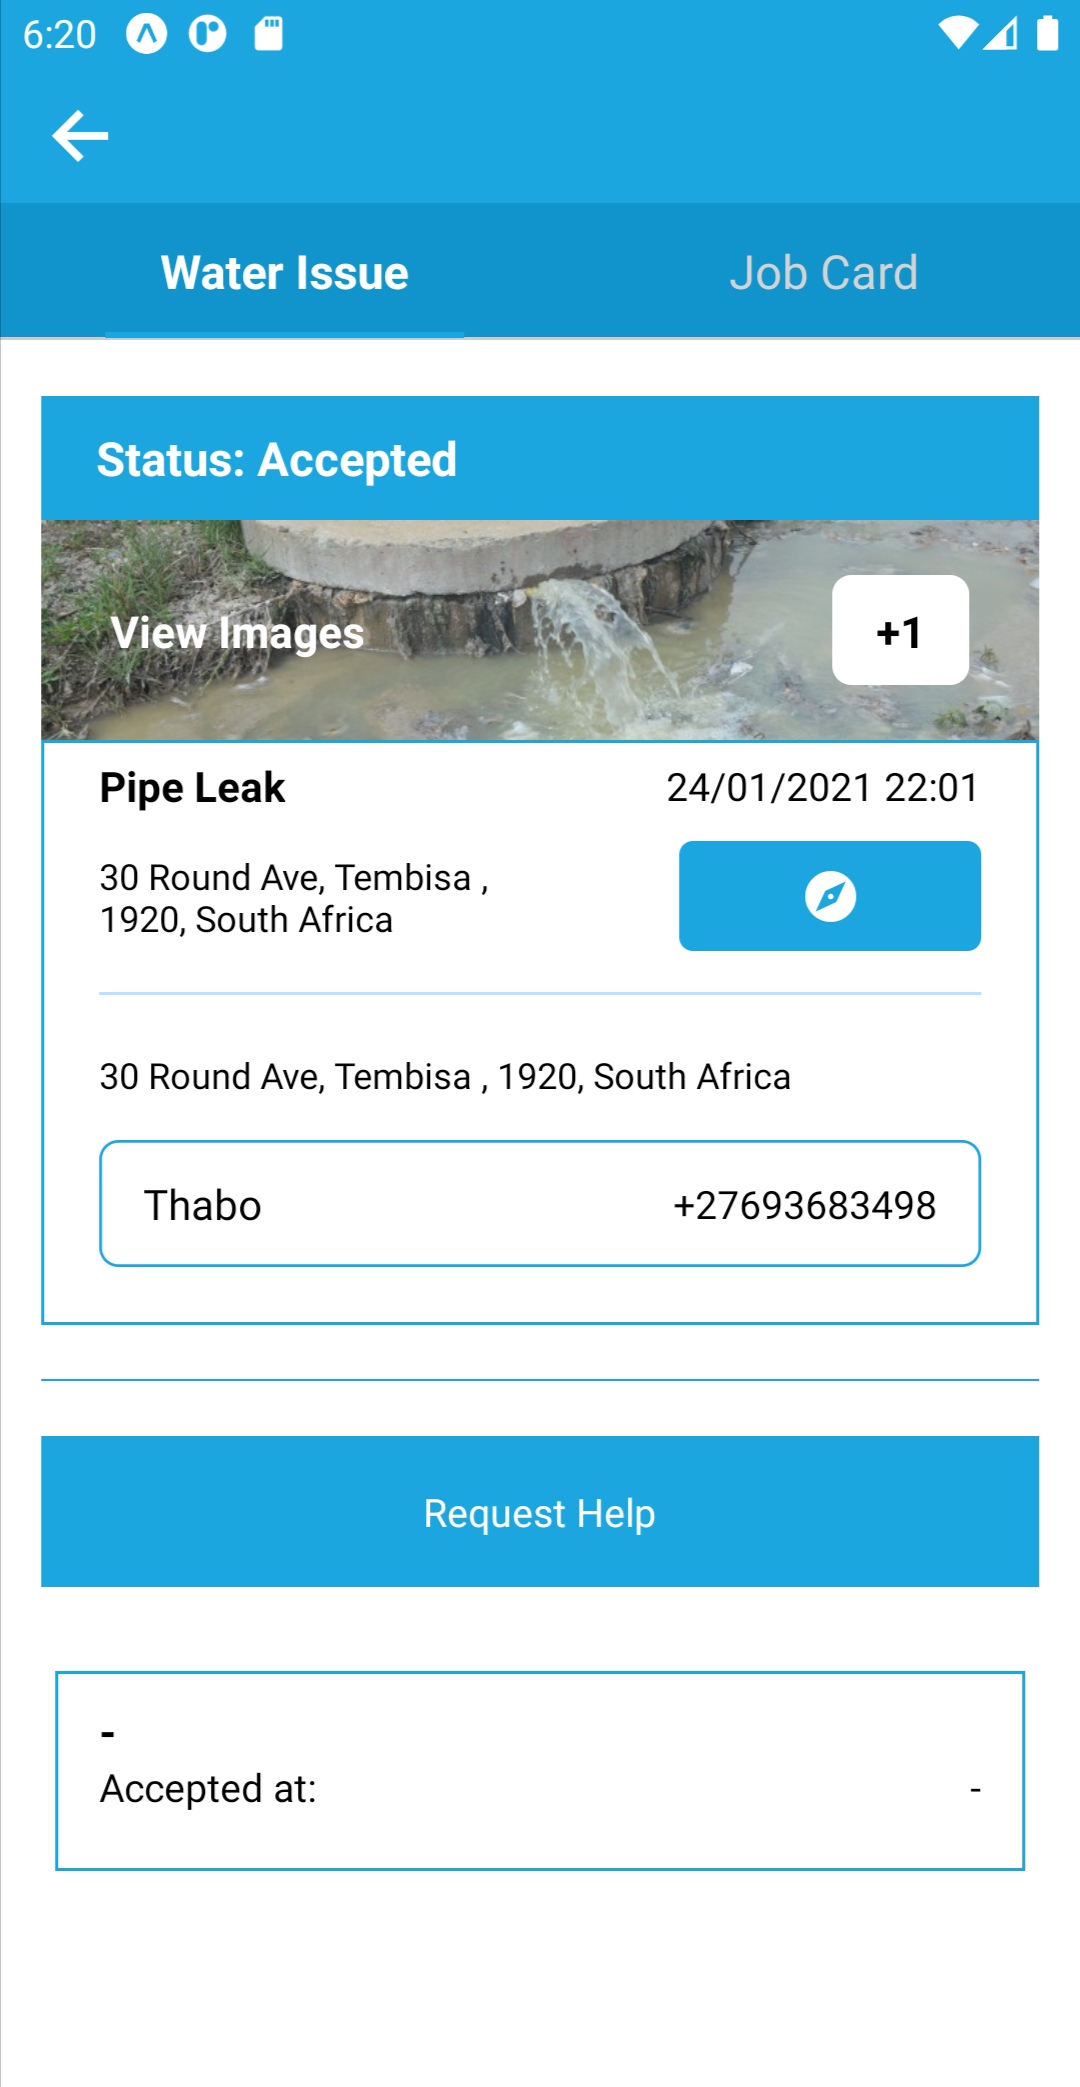 6:20
Water Issue
Job Card
Status: Accepted
View Images
+1
Pipe Leak
24/01/2021 22:01
30 Round Ave, Tembisa ,
1920, South Africa
30 Round Ave, Tembisa , 1920, South Africa
Thabo
+27693683498
Request Help
-
Accepted at:
-